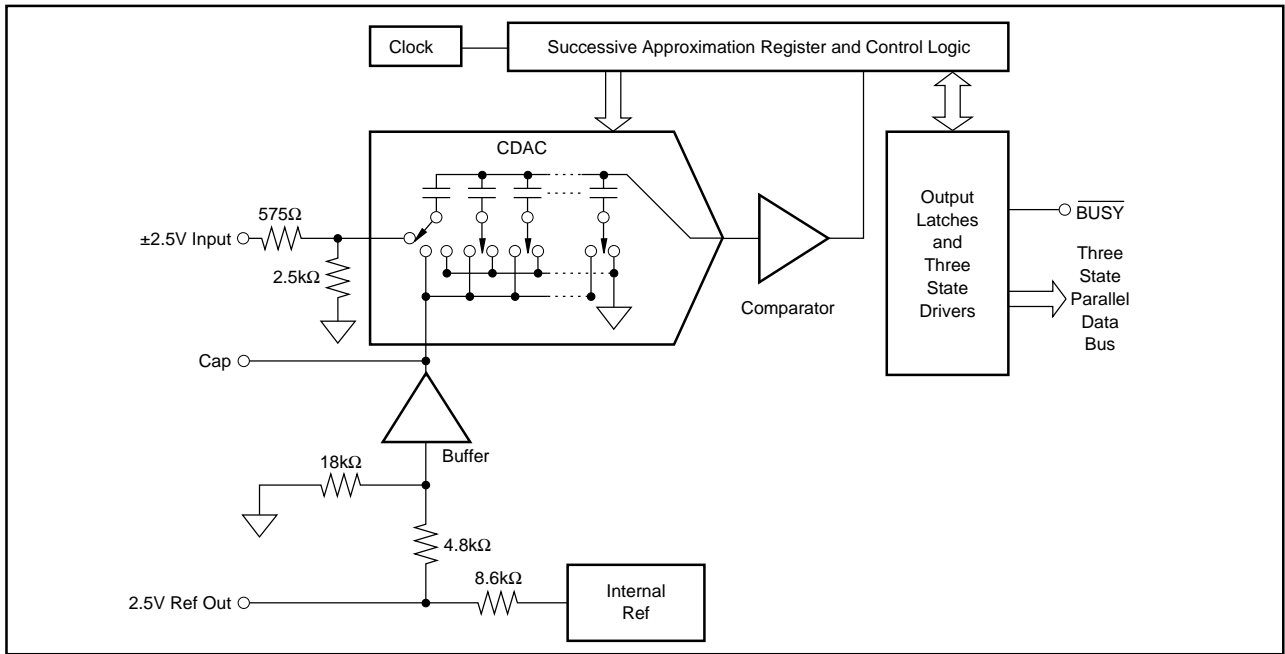 Clock
Successive Approximation Register and Control Logic
CDAC
575Ω
±2.5V Input
2.5kΩ
Cap
Buffer
18kΩ
4.8kΩ
8.6kΩ
2.5V Ref Out
Internal
Ref
Comparator
Output
Latches
and
Three
State
Drivers
BUSY
Three
State
Parallel
Data
Bus